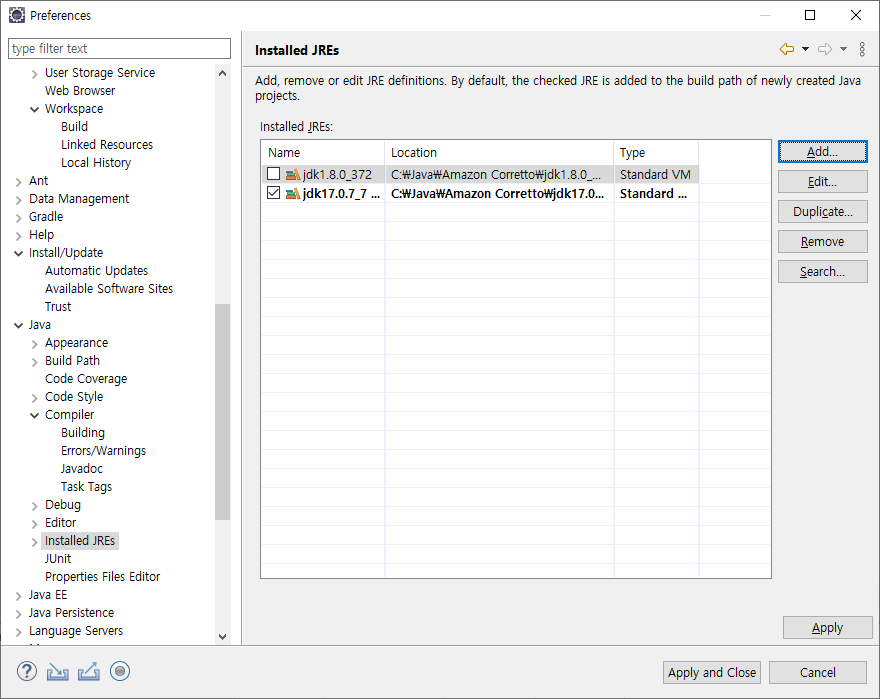 Preferences
type filter text
User Storage Service
Web Browser
Workspace
Build
Linked Resources
Local History
Ant
Data Management
Gradle
Help
Install/Update
Automatic Updates
Available Software Sites
Trust
Java
Appearance
Build Path
Code Coverage
Code Style
Compiler
Building
Errors/Warnings
Javadoc
Task Tags
Debug
Editor
Installed JREs
JUnit
Properties Files Editor
Java EE
Java Persistence
Language Servers
Installed JREs
Add, remove or edit JRE definitions. By default, the checked JRE is added to the build path of newly created Java
projects.
Installed JREs:
Name Location Type
jdk1.8.0_372 C:₩Java₩Amazon Corretto₩jdk1.8.0_... Standard VM
jdk17.0.7_7 ... C:₩Java₩Amazon Corretto₩jdk17.0... Standard ...
Add...
Edit...
Duplicate...
Remove
Search...
Apply
Apply and Close
Cancel